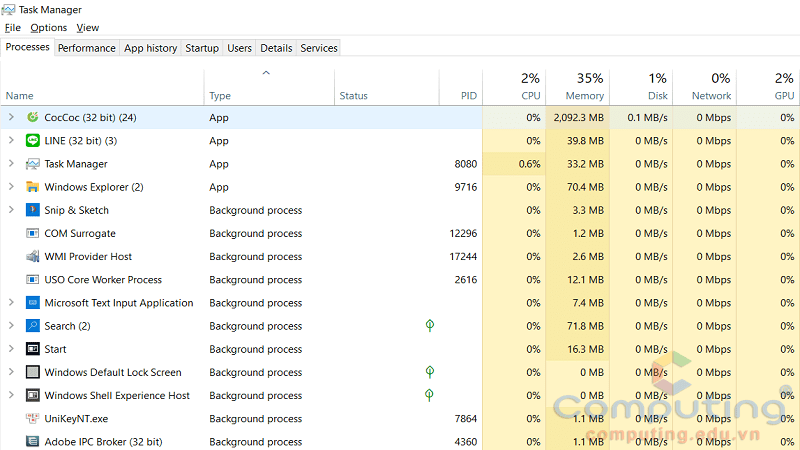 Task Manager
File Options View
Processes Performance App history Startup Users Details Services
2% 35% 1% 0% 2%
Name Type Status PID CPU Memory Disk Network GPU
CocCoc (32 bit) (24) App 0% 2,092.3 MB 0.1 MB/s 0 Mbps 0%
LINE (32 bit) (3) App 0% 39.8 MB 0 MB/s 0 Mbps 0%
Task Manager App 8080 0.6% 33.2 MB 0 MB/s 0 Mbps 0%
Windows Explorer (2) App 9716 0% 70.4 MB 0 MB/s 0 Mbps 0%
Snip & Sketch Background process 0% 3.3 MB 0 MB/s 0 Mbps 0%
COM Surrogate Background process 12296 0% 1.2 MB 0 MB/s 0 Mbps 0%
WMI Provider Host Background process 17244 0% 2.6 MB 0 MB/s 0 Mbps 0%
USO Core Worker Process Background process 2616 0% 12.1 MB 0 MB/s 0 Mbps 0%
Microsoft Text Input Application Background process 0% 7.4 MB 0 MB/s 0 Mbps 0%
Search (2) Background process 0% 71.8 MB 0 MB/s 0 Mbps 0%
Start Background process 0% 16.3 MB 0 MB/s 0 Mbps 0%
Windows Default Lock Screen Background process 0% 0 MB 0 MB/s 0 Mbps 0%
Windows Shell Experience Host Background process 0% 0 MB 0 MB/s 0 Mbps 0%
UniKeyNT.exe Background process 7864 0% 1.1 MB 0 MB/s 0 Mbps 0%
Adobe IPC Broker (32 bit) Background process 4360 0% 1.1 MB 0 MB/s 0 Mbps 0%
Computing
computing.edu.vn